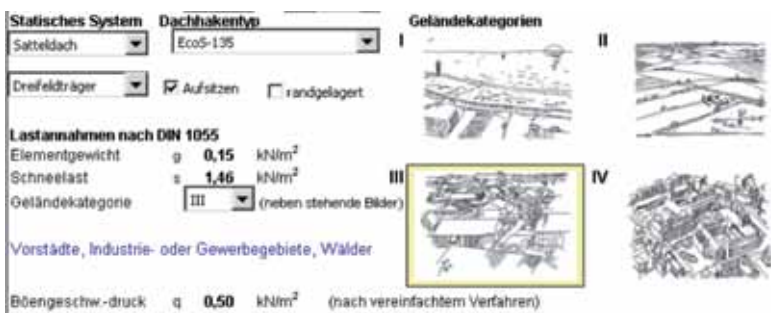 Statisches System Dachhakentyp Geländekategorien
Satteldach EcoS-135 I II
Dreifeldträger Aufsitzen randgelagert
Lastannahmen nach DIN 1055
Elementgewicht g 0,15 kN/m²
Schneelast s 1,46 kN/m² III IV
Geländekategorie III (neben stehende Bilder)
Vorstädte, Industrie- oder Gewerbegebiete, Wälder
Böengeschw.-druck q 0,50 kN/m² (nach vereinfachtem Verfahren)